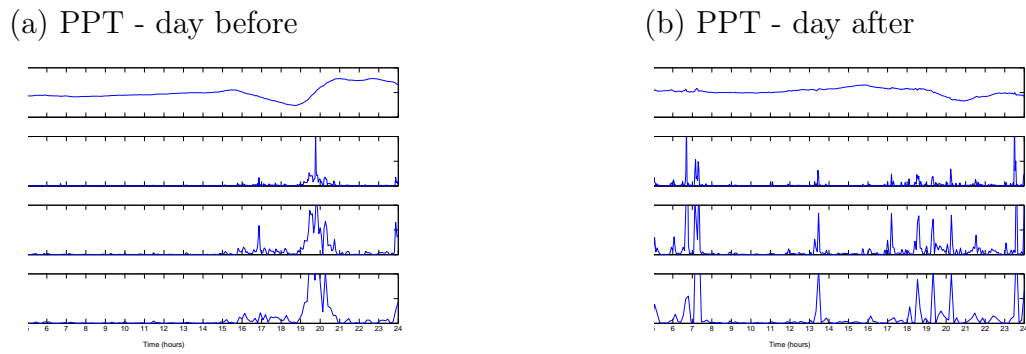 (a) PPT - day before
(b) PPT - day after
6 7 8 9 10 11 12 13 14 15 16 17 18 19 20 21 22 23 24
Time (hours)
6 7 8 9 10 11 12 13 14 15 16 17 18 19 20 21 22 23 24
Time (hours)